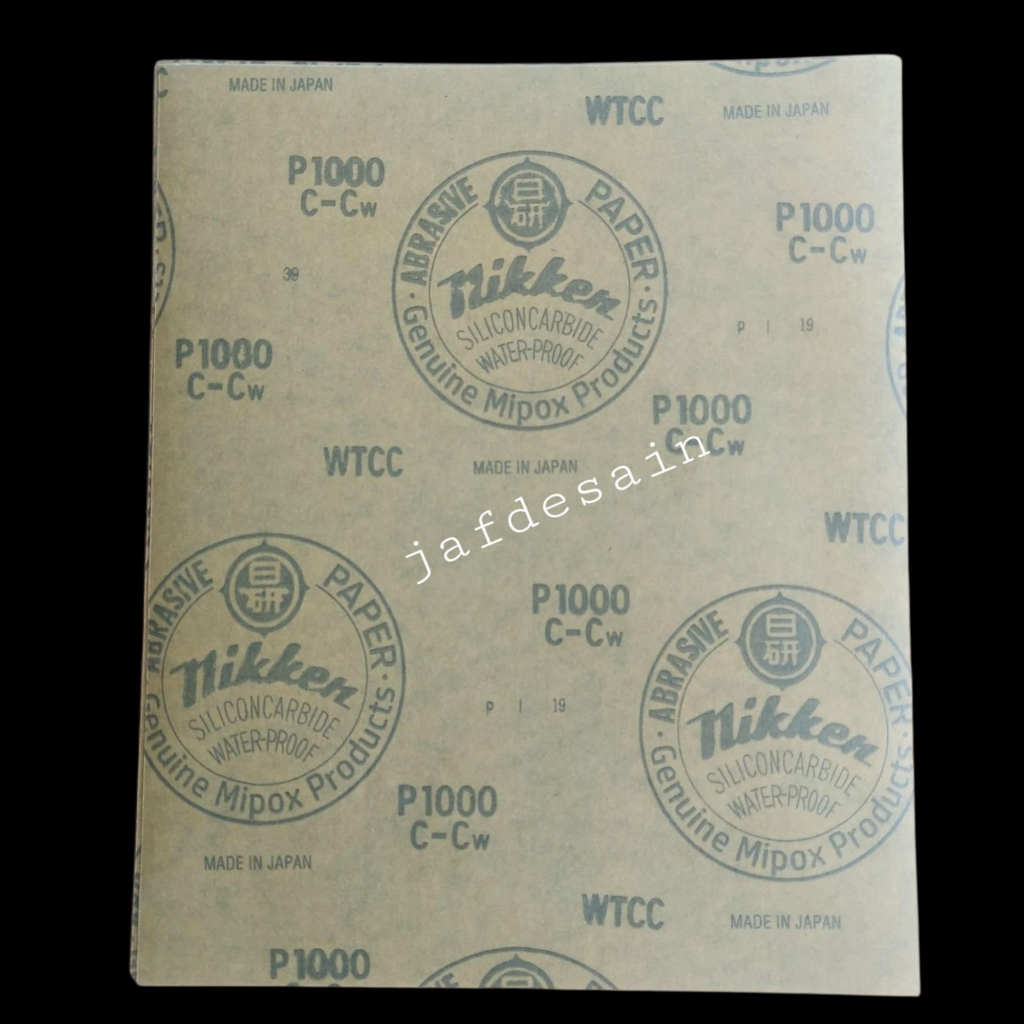 MADE IN JAPAN
WTCC
MADE IN JAPAN
P1000
C-Cw
ABRASIVE PAPER
日研
Nikken
SILICONCARBIDE
WATER-PROOF
Genuine Mipox Products
P1000
C-Cw
39
P I 19
P1000
C-Cw
P1000
C-Cw
WTCC
MADE IN JAPAN
jafdesain
WTCC
ABRASIVE PAPER
日研
Nikken
SILICONCARBIDE
WATER-PROOF
Genuine Mipox Products
P1000
C-Cw
ABRASIVE PAPER
日研
Nikken
SILICONCARBIDE
WATER-PROOF
Genuine Mipox Products
P I 19
P1000
C-Cw
MADE IN JAPAN
WTCC
MADE IN JAPAN
P1000